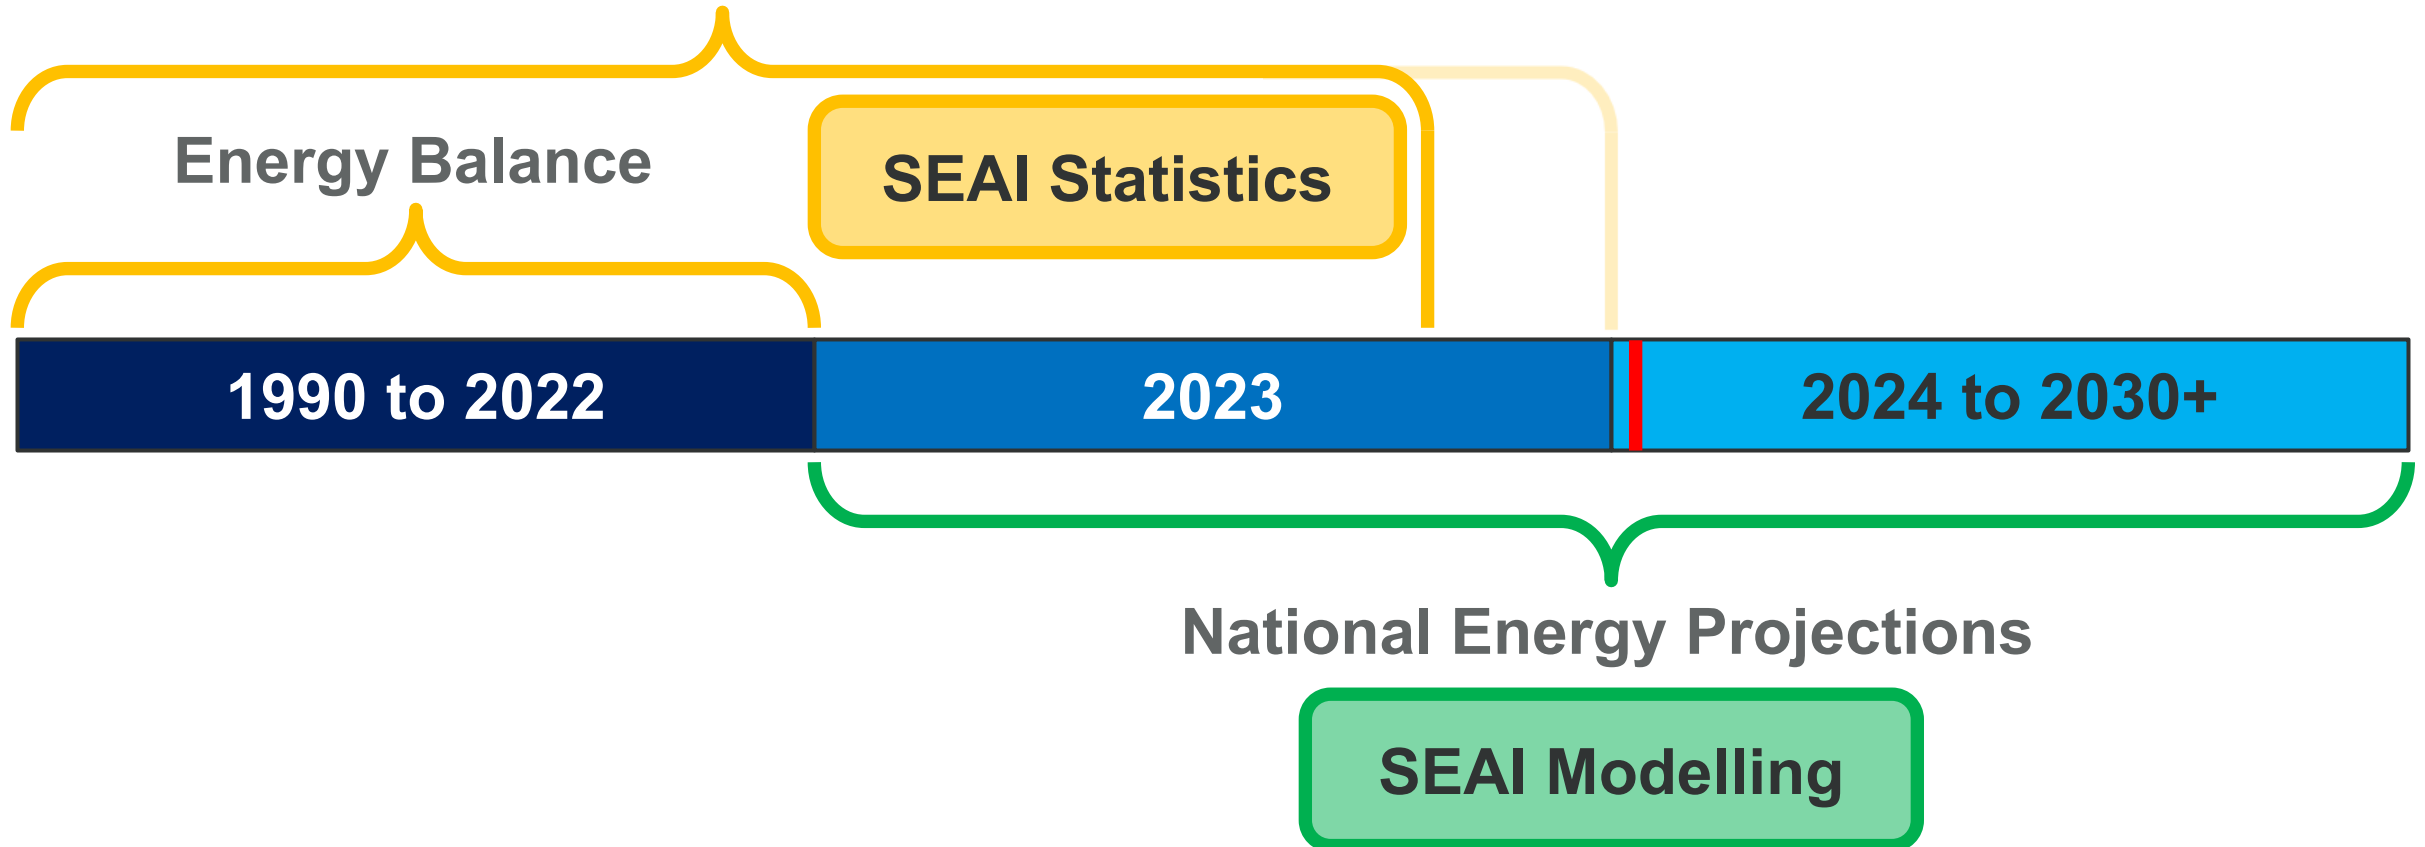 Energy Balance
SEAI Statistics
1990 to 2022
2023
2024 to 2030+
National Energy Projections
SEAI Modelling